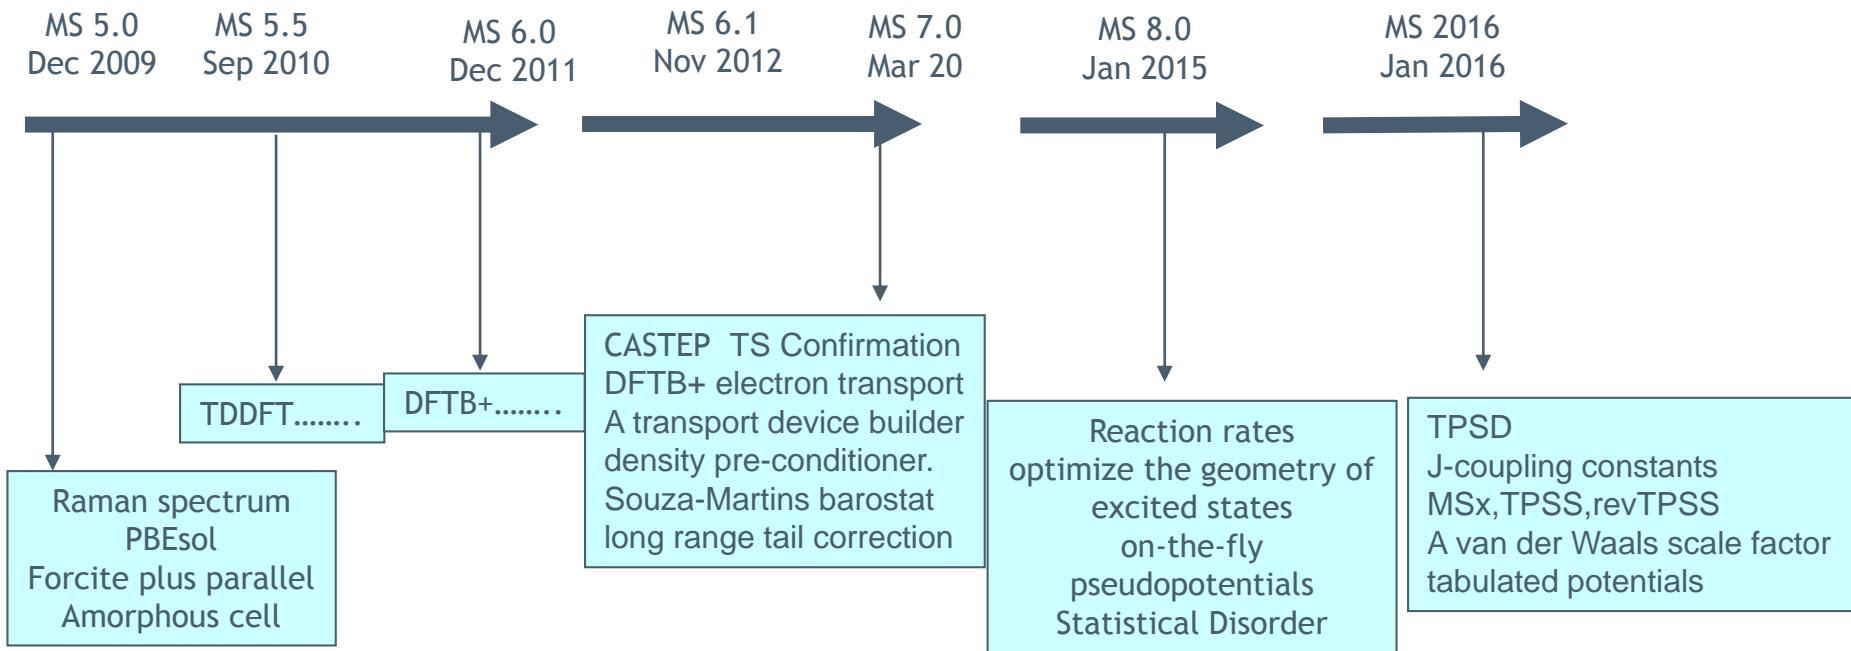 MS 5.0
Dec 2009
MS 5.5
Sep 2010
MS 6.0
Dec 2011
MS 6.1
Nov 2012
MS 7.0
Mar 20
MS 8.0
Jan 2015
MS 2016
Jan 2016
Raman spectrum
PBEsol
Forcite plus parallel
Amorphous cell
TDDFT........
DFTB+........
CASTEP TS Confirmation
DFTB+ electron transport
A transport device builder
density pre-conditioner.
Souza-Martins barostat
long range tail correction
Reaction rates
optimize the geometry of
excited states
on-the-fly
pseudopotentials
Statistical Disorder
TPSD
J-coupling constants
MSx,TPSS,revTPSS
A van der Waals scale factor
tabulated potentials